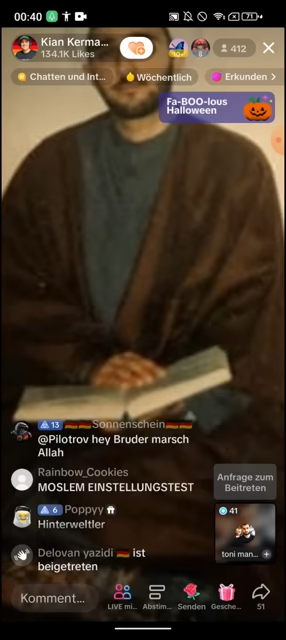 00:40
71
Kian Kerma...
134.1K Likes
412
Chatten und Int...
Wöchentlich
Erkunden >
Fa-BOO-lous
Halloween
13 Sonnenschein
@Pilotrov hey Bruder marsch
Allah
Rainbow_Cookies
MOSLEM EINSTELLUNGSTEST
Anfrage zum
Beitreten
6 Poppyy
Hinterweltler
41
toni man...
Delovan yazidi ist
beigetreten
Komment...
LIVE mi...
Abstim...
Senden
Gesche...
51